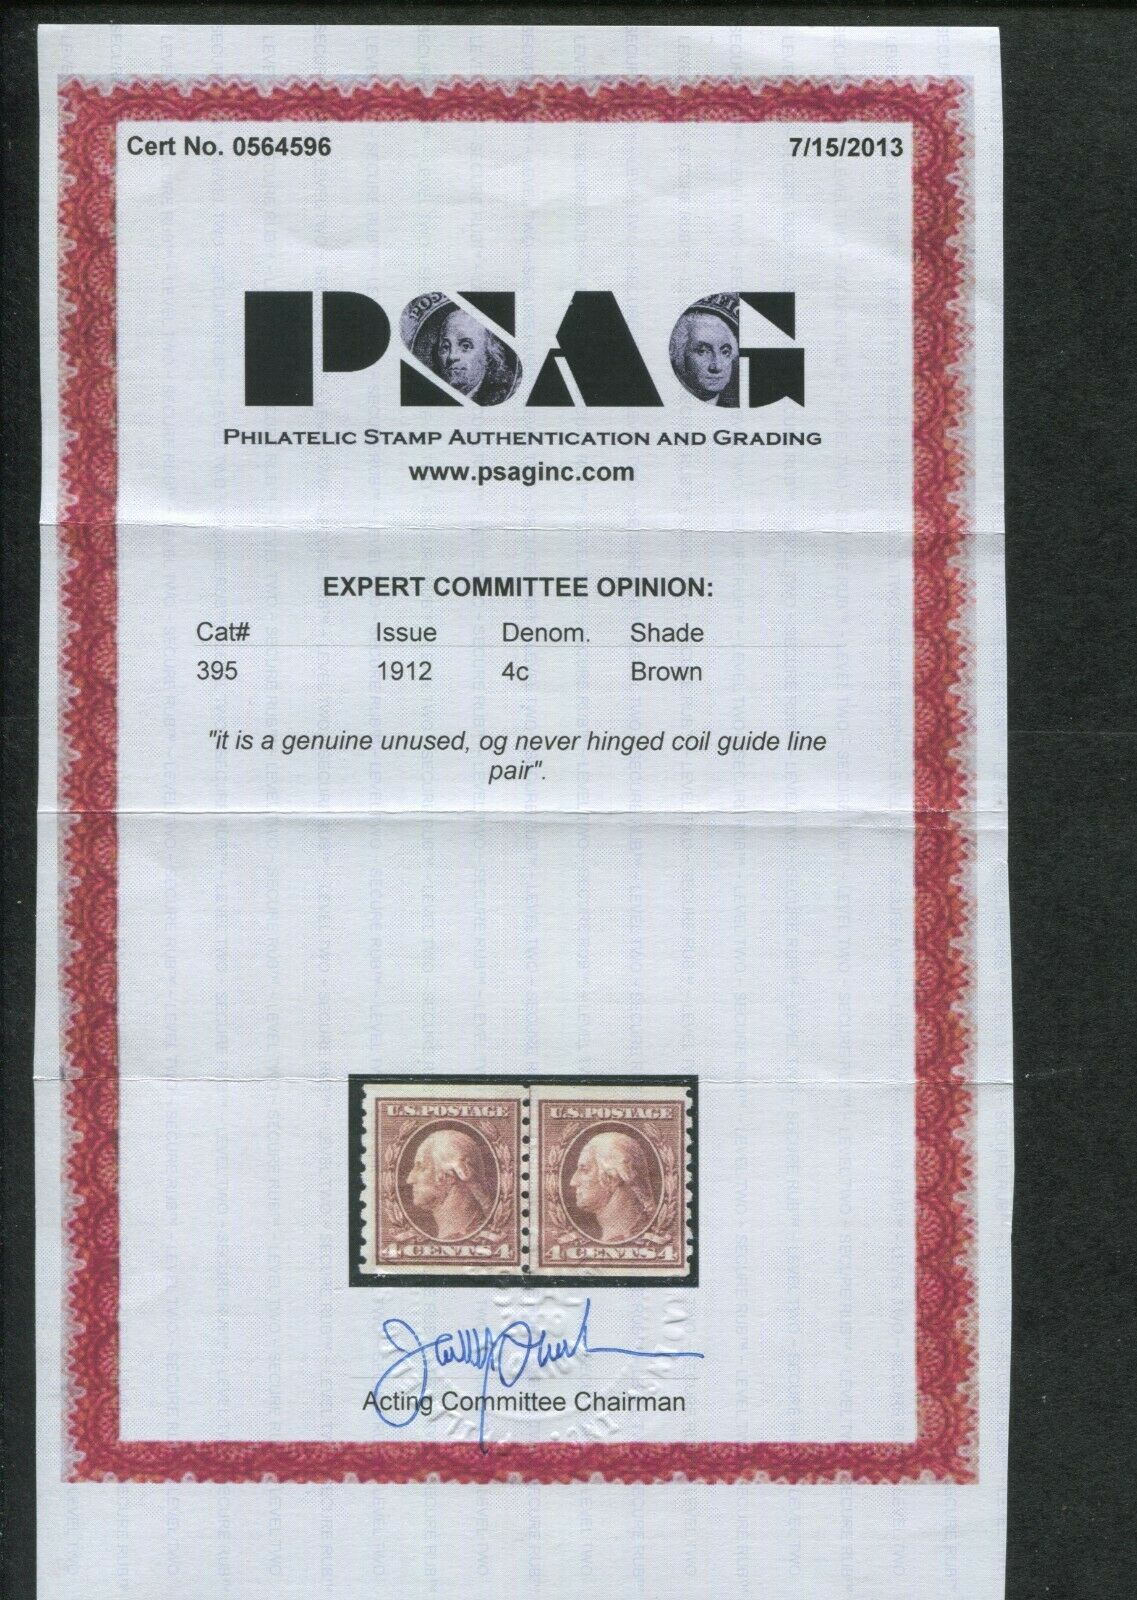 Cert No. 0564596
7/15/2013
PSAG
PHILATELIC STAMP AUTHENTICATION AND GRADING
www.psaginc.com
EXPERT COMMITTEE OPINION:
Cat# Issue Denom. Shade
395 1912 4c Brown
"it is a genuine unused, og never hinged coil guide line
pair".
U.S. POSTAGE U.S. POSTAGE
4 CENTS 4 4 CENTS 4
Acting Committee Chairman